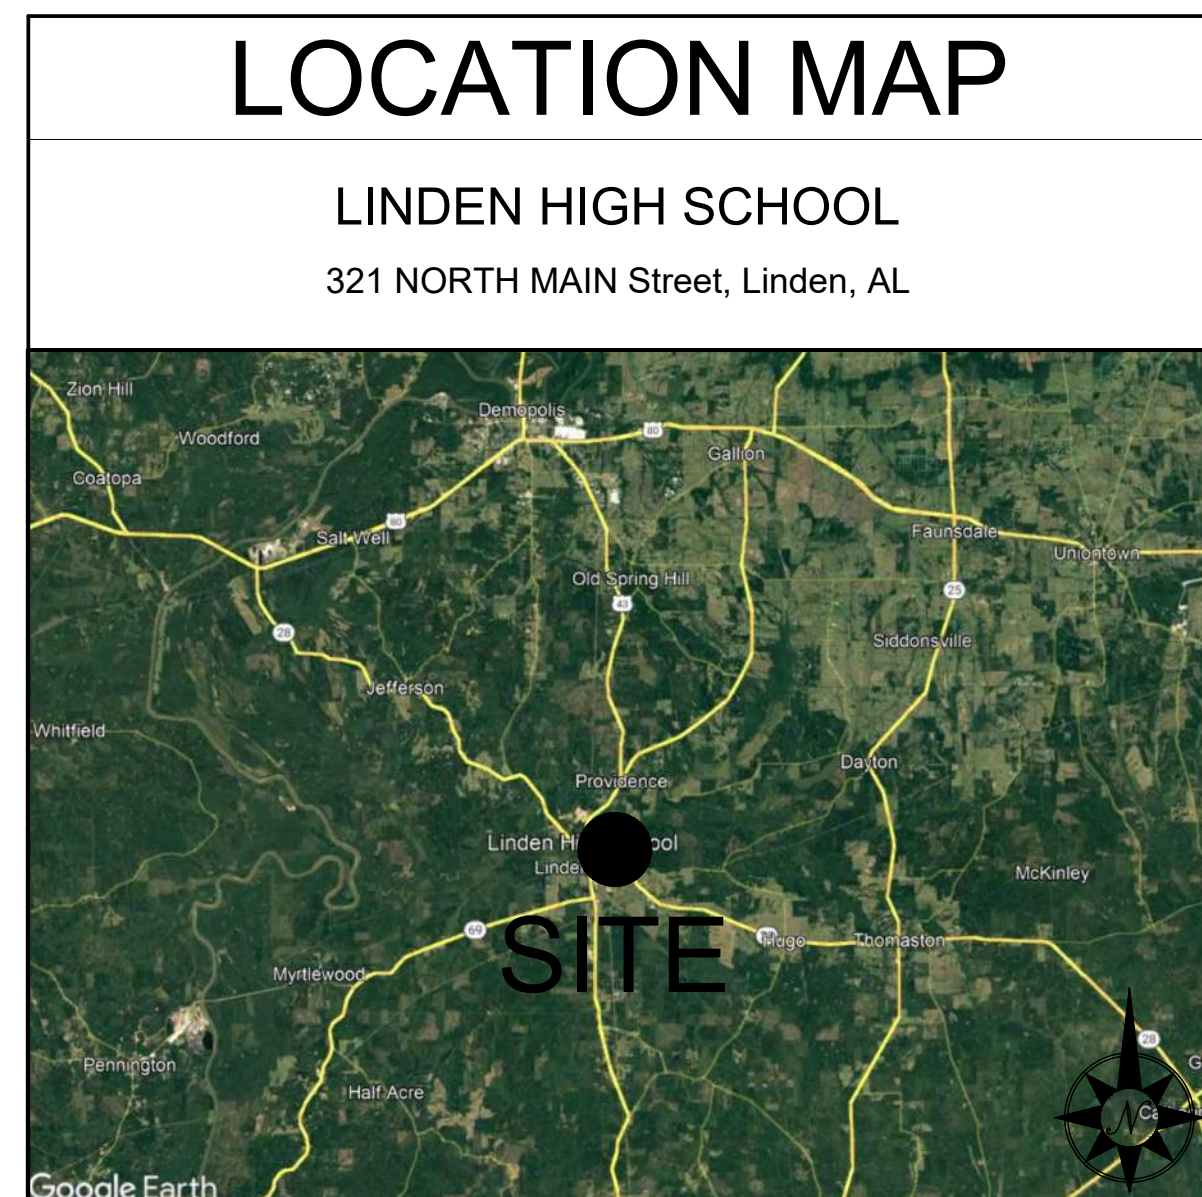 LOCATION MAP
LINDEN HIGH SCHOOL
321 NORTH MAIN Street, Linden, AL
Zion Hill
Demopolis
Woodford
80
Gallion
Coatopa
80
Salt Well
Faunsdale
Uniontown
Old Spring Hill
25
43
28
Siddonsville
Jefferson
Whitfield
Dayton
Providence
Linden
McKinley
69
SITE
Hugo
Thomaston
Myrtlewood
28
Pennington
Half Acre
N
Google Earth